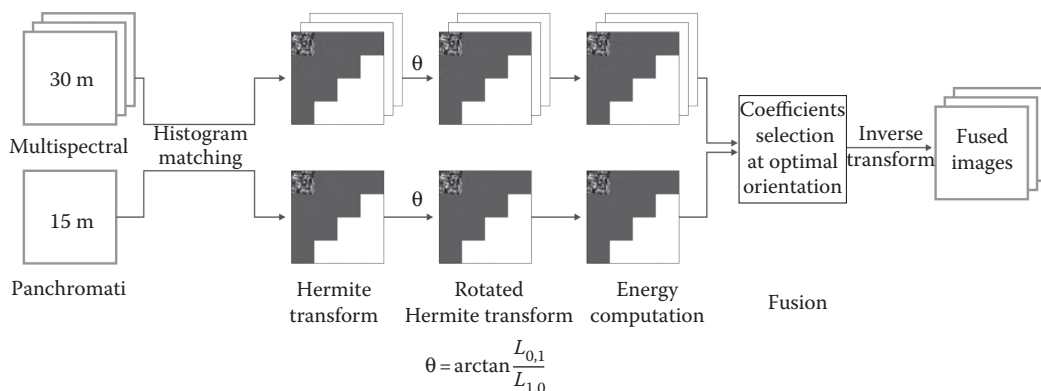 30 m
Multispectral
Histogram
matching
15 m
Panchromati
θ
θ
Hermite
transform
Rotated
Hermite transform
Energy
computation
Coefficients
selection
at optimal
orientation
Fusion
Inverse
transform
Fused
images
θ = arctan L0,1 / L1,0